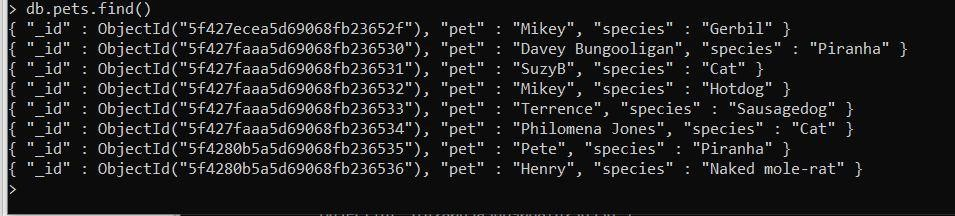 > db.pets.find()
{ "_id" : ObjectId("5f427ecea5d69068fb23652f"), "pet" : "Mikey", "species" : "Gerbil" }
{ "_id" : ObjectId("5f427faaa5d69068fb236530"), "pet" : "Davey Bungooligan", "species" : "Piranha" }
{ "_id" : ObjectId("5f427faaa5d69068fb236531"), "pet" : "SuzyB", "species" : "Cat" }
{ "_id" : ObjectId("5f427faaa5d69068fb236532"), "pet" : "Mikey", "species" : "Hotdog" }
{ "_id" : ObjectId("5f427faaa5d69068fb236533"), "pet" : "Terrence", "species" : "Sausagedog" }
{ "_id" : ObjectId("5f427faaa5d69068fb236534"), "pet" : "Philomena Jones", "species" : "Cat" }
{ "_id" : ObjectId("5f4280b5a5d69068fb236535"), "pet" : "Pete", "species" : "Piranha" }
{ "_id" : ObjectId("5f4280b5a5d69068fb236536"), "pet" : "Henry", "species" : "Naked mole-rat" }
>